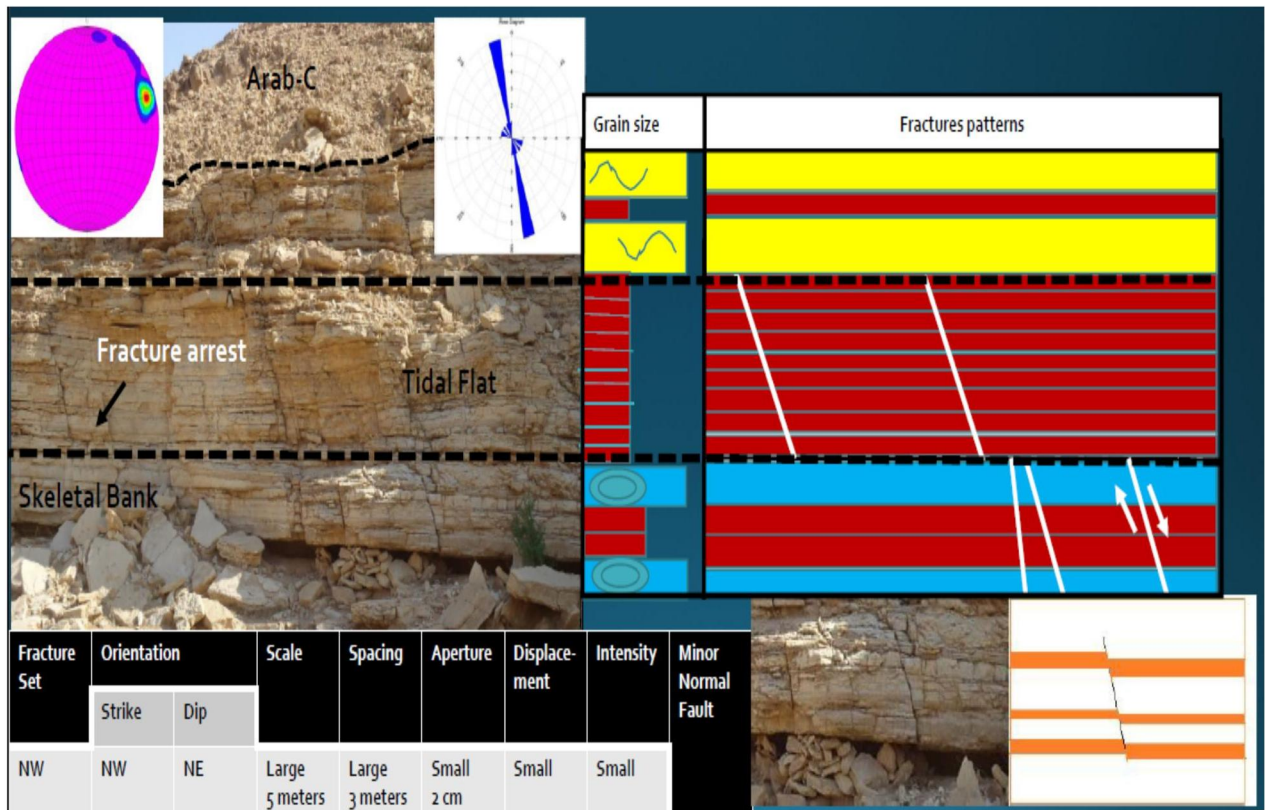 Rose Diagram
Arab-C
Grain size
Fractures patterns
Fracture arrest
Tidal Flat
Skeletal Bank
Fracture
Set
Orientation
Scale
Spacing
Aperture
Displace-
ment
Intensity
Minor
Normal
Fault
Strike
Dip
NW
NW
NE
Large
5 meters
Large
3 meters
Small
2 cm
Small
Small